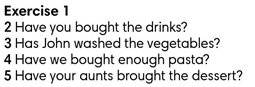 Exercise 1
2 Have you bought the drinks?
3 Has John washed the vegetables?
4 Have we bought enough pasta?
5 Have your aunts brought the dessert?